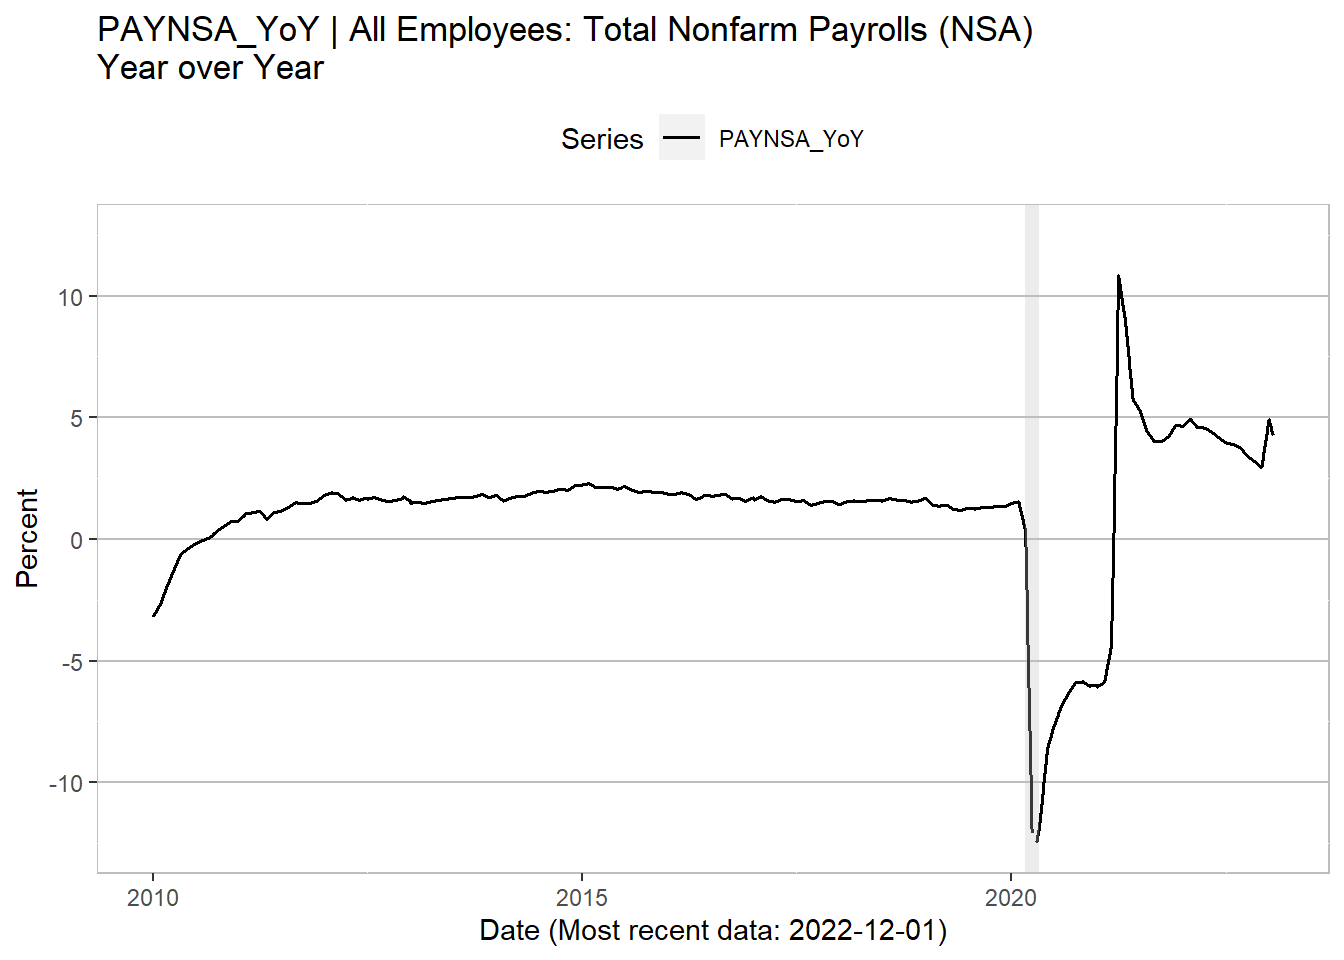 PAYNSA_YoY | All Employees: Total Nonfarm Payrolls (NSA)
Year over Year
Series PAYNSA_YoY
10
5
0
-5
-10
Percent
2010 2015 2020
Date (Most recent data: 2022-12-01)